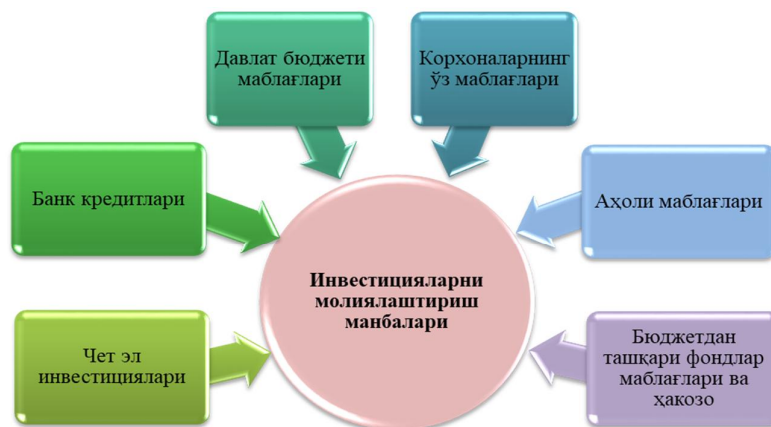 Давлат бюджети
маблағлари
Корхоналарнинг
ўз маблағлари
Банк кредитлари
Аҳоли маблағлари
Инвестицияларни
молиялаштириш
манбалари
Чет эл
инвестициялари
Бюджетдан
ташқари фондлар
маблағлари ва
ҳакозо